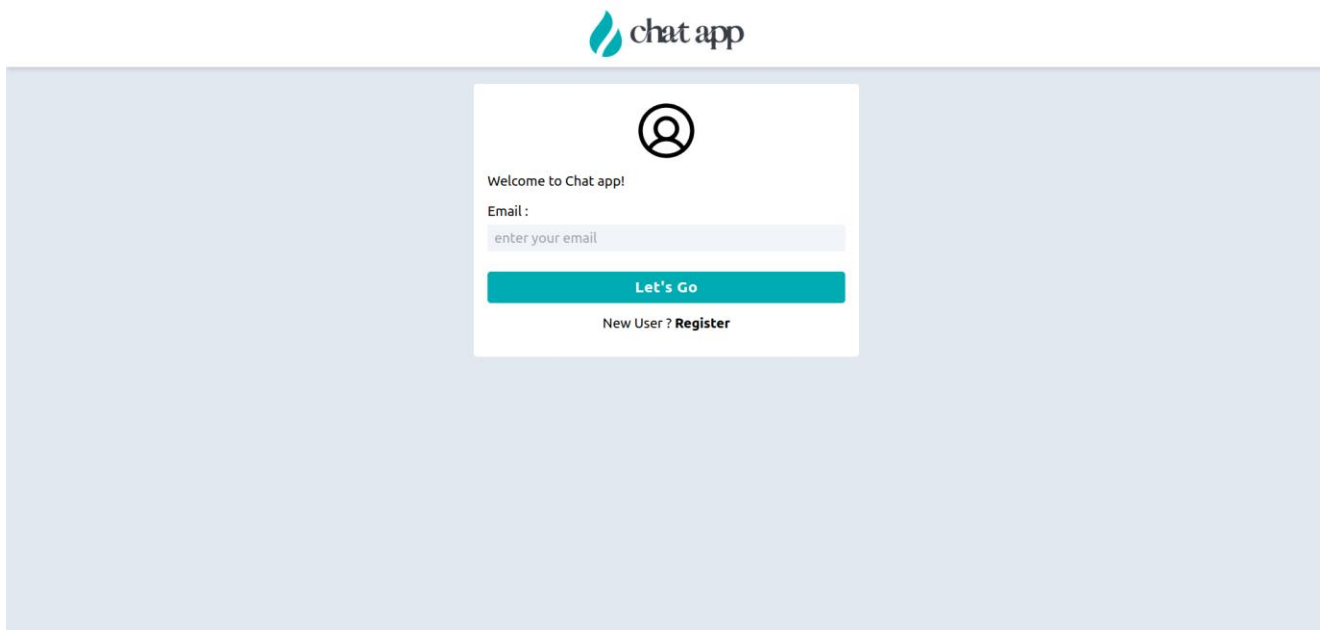 chat app
Welcome to Chat app!
Email :
enter your email
Let's Go
New User ? Register